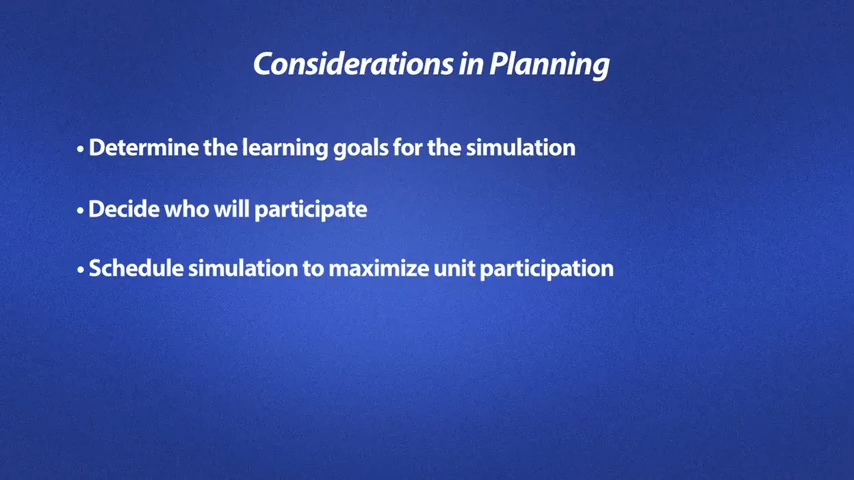 Considerations in Planning
• Determine the learning goals for the simulation
• Decide who will participate
• Schedule simulation to maximize unit participation